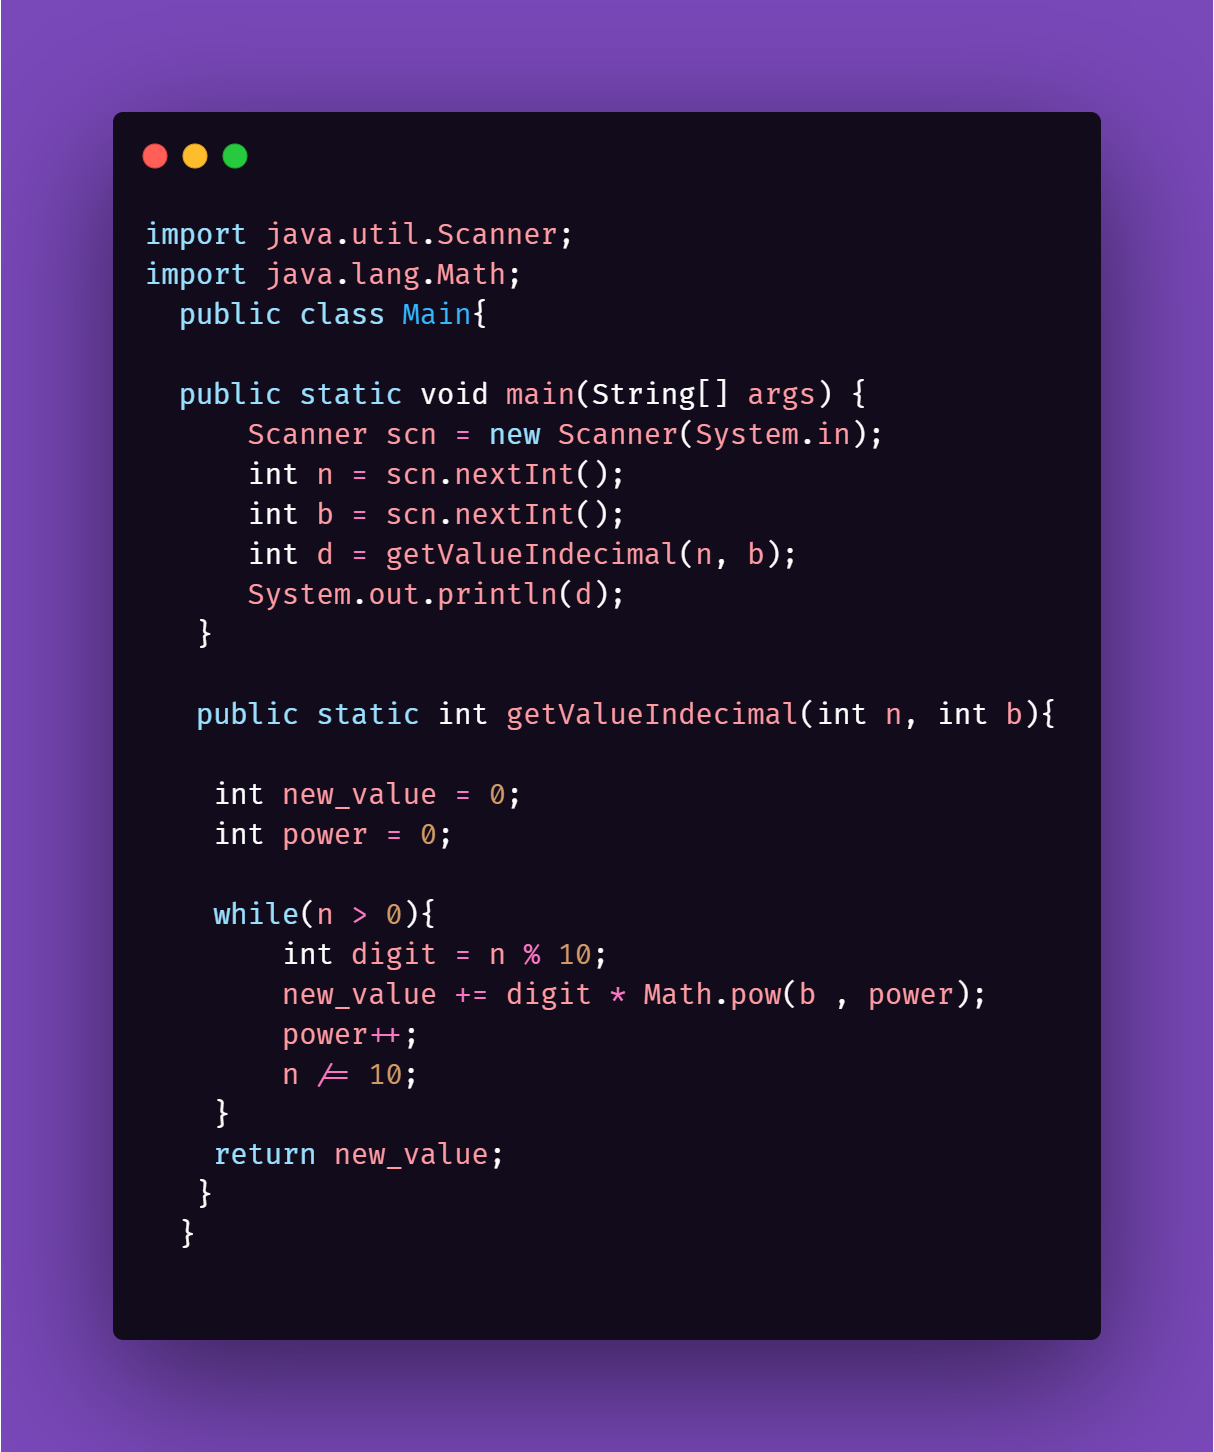 import java.util.Scanner;
import java.lang.Math;
  public class Main{

  public static void main(String[] args) {
      Scanner scn = new Scanner(System.in);
      int n = scn.nextInt();
      int b = scn.nextInt();
      int d = getValueIndecimal(n, b);
      System.out.println(d);
   }

   public static int getValueIndecimal(int n, int b){

    int new_value = 0;
    int power = 0;

    while(n > 0){
        int digit = n % 10;
        new_value += digit * Math.pow(b , power);
        power++;
        n /= 10;
    }
    return new_value;
   }
  }